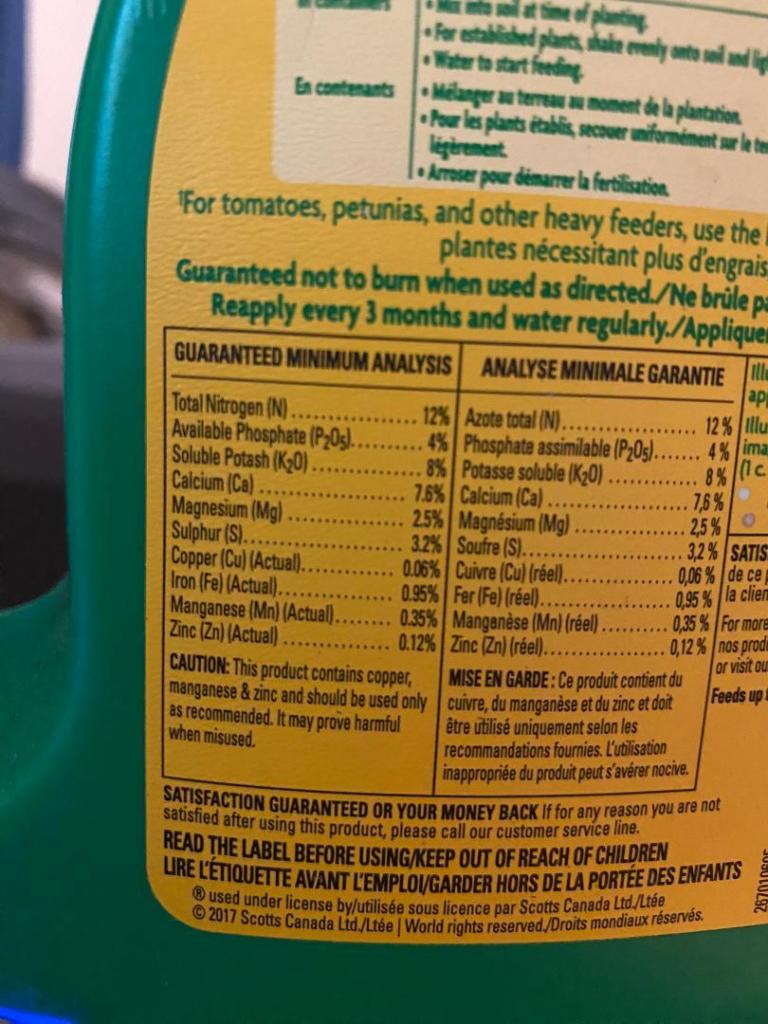 • Mix into soil at time of planting.
• For established plants, shake evenly onto soil and
• Water to start feeding.
En contenants
• Mélanger au terreau au moment de la plantation.
• Pour les plants établis, secouer uniformément sur le
légèrement.
• Arroser pour démarrer la fertilisation.
¹For tomatoes, petunias, and other heavy feeders, use the
plantes nécessitant plus d'engrais
Guaranteed not to burn when used as directed./Ne brûle
Reapply every 3 months and water regularly./
GUARANTEED MINIMUM ANALYSIS
Total Nitrogen (N) .................. 12%
Available Phosphate (P₂O₅)........... 4%
Soluble Potash (K₂O) ................ 8%
Calcium (Ca) ...................... 7.6%
Magnesium (Mg) .................... 2.5%
Sulphur (S)........................ 3.2%
Copper (Cu) (Actual).............. 0.06%
Iron (Fe) (Actual)................ 0.95%
Manganese (Mn) (Actual)........... 0.35%
Zinc (Zn) (Actual) ............... 0.12%
CAUTION: This product contains copper,
manganese & zinc and should be used only
as recommended. It may prove harmful
when misused.
ANALYSE MINIMALE GARANTIE
Azote total (N)..................... 12 %
Phosphate assimilable (P₂O₅)....... 4 %
Potasse soluble (K₂O) .............. 8 %
Calcium (Ca) ..................... 7,6 %
Magnésium (Mg) ................... 2,5 %
Soufre (S)........................ 3,2 %
Cuivre (Cu) (réel)............... 0,06 %
Fer (Fe) (réel).................. 0,95 %
Manganèse (Mn) (réel) ........... 0,35 %
Zinc (Zn) (réel)................. 0,12 %
MISE EN GARDE : Ce produit contient du
cuivre, du manganèse et du zinc et doit
être utilisé uniquement selon les
recommandations fournies. L'utilisation
inappropriée du produit peut s'avérer nocive.
(1 c.
SATIS
de ce
la clien
For more
nos prod
or visit ou
Feeds up
SATISFACTION GUARANTEED OR YOUR MONEY BACK If for any reason you are not
satisfied after using this product, please call our customer service line.
READ THE LABEL BEFORE USING/KEEP OUT OF REACH OF CHILDREN
LIRE L'ÉTIQUETTE AVANT L'EMPLOI/GARDER HORS DE LA PORTÉE DES ENFANTS
® used under license by/utilisée sous licence par Scotts Canada Ltd./Ltée
© 2017 Scotts Canada Ltd./Ltée | World rights reserved./Droits mondiaux réservés.